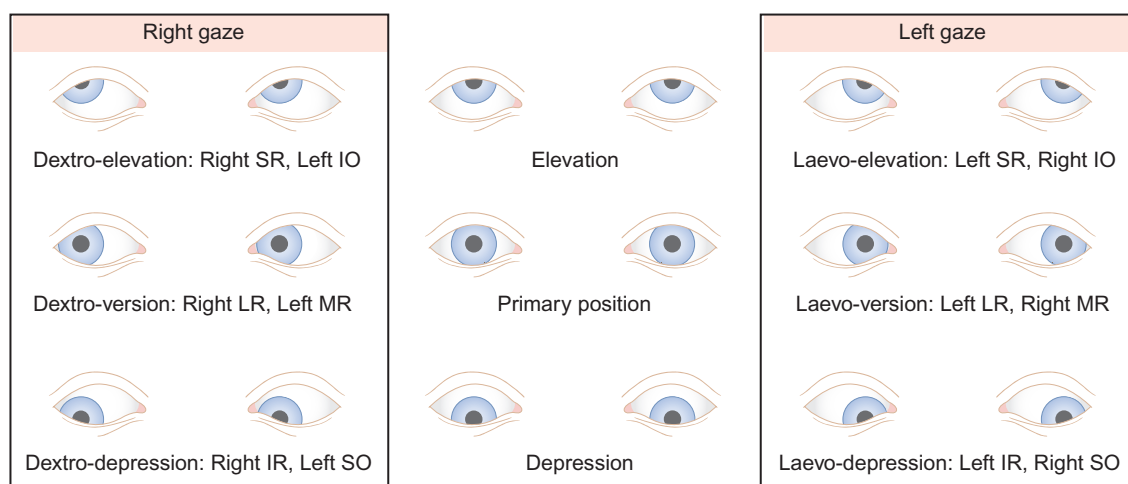 Right gaze
Left gaze
Dextro-elevation: Right SR, Left IO
Elevation
Laevo-elevation: Left SR, Right IO
Dextro-version: Right LR, Left MR
Primary position
Laevo-version: Left LR, Right MR
Dextro-depression: Right IR, Left SO
Depression
Laevo-depression: Left IR, Right SO